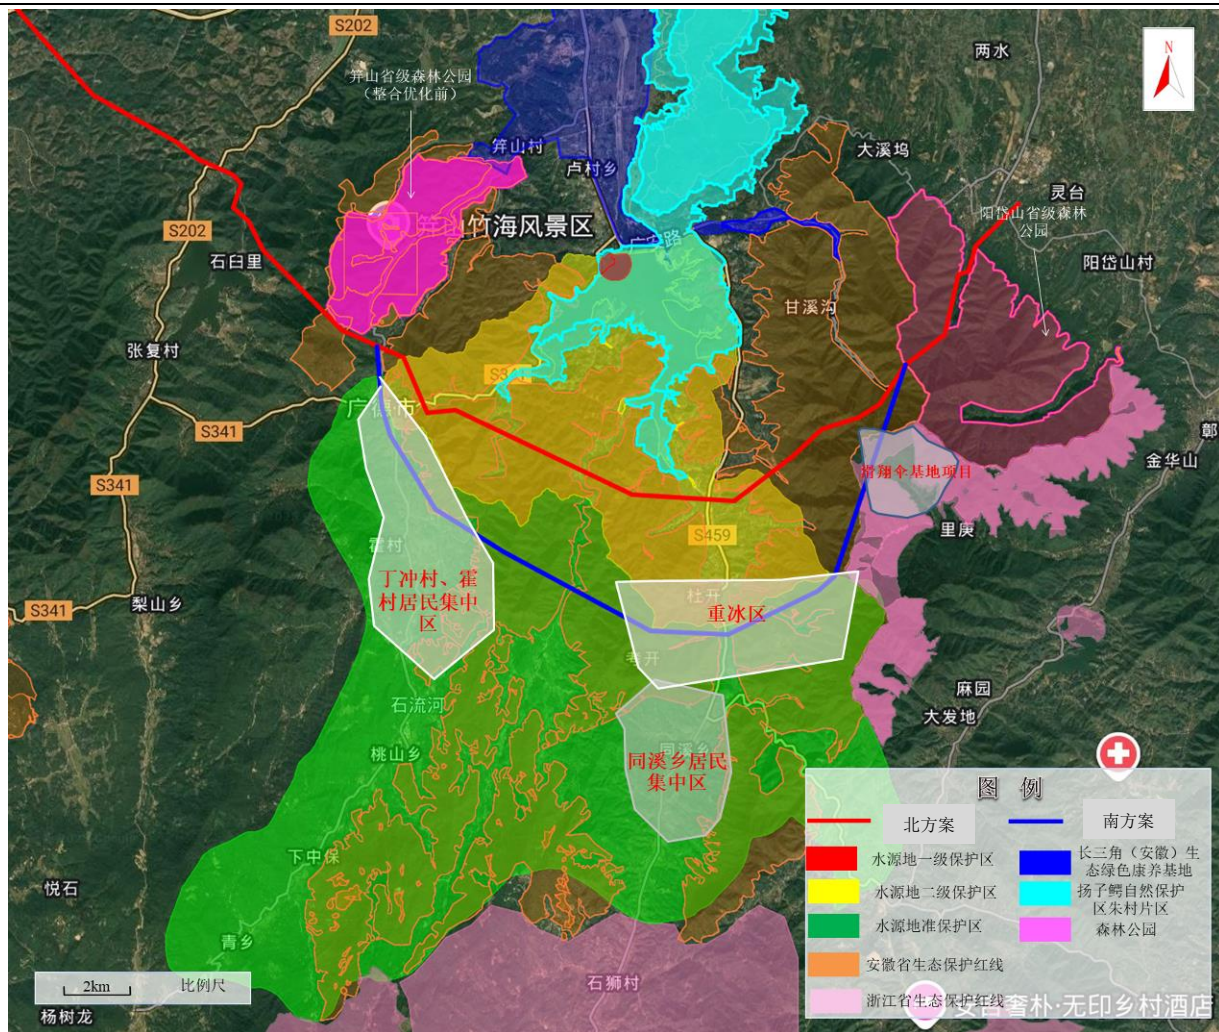 S202
两水
N
笄山省级森林公园
（整合优化前）
笄山村
卢村乡
大溪坞
灵台
阳岱山省级森林
公园
S202
竹海风景区
石臼里
阳岱山村
甘溪沟
张复村
S341
广德市
S341
金华山
滑翔伞基地项目
S341
S459
里庚
霍村
丁冲村、霍
村居民集中
区
杜开
重冰区
S341
梨山乡
石流河
麻园
大发地
桃山乡
同溪乡
同溪乡居民
集中区
图 例
北方案
南方案
水源地一级保护区
长三角（安徽）生
态绿色康养基地
水源地二级保护区
扬子鳄自然保护
区朱村片区
水源地准保护区
森林公园
安徽省生态保护红线
浙江省生态保护红线
下中保
悦石
青乡
2km
比例尺
石狮村
杨树龙
安吉奢朴·无印乡村酒店